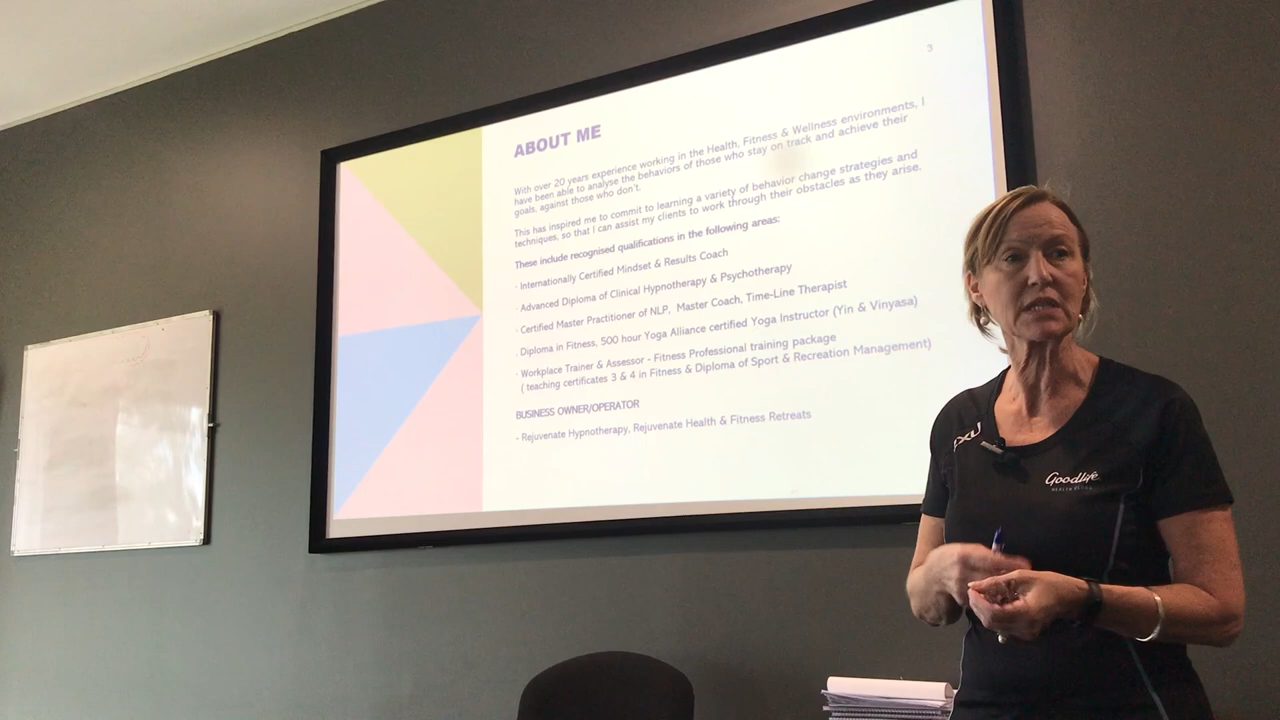 3
ABOUT ME
With over 20 years experience working in the Health, Fitness & Wellness environments, I
have been able to analyse the behaviors of those who stay on track and achieve their
goals, against those who don't.
This has inspired me to commit to learning a variety of behavior change strategies and
techniques, so that I can assist my clients to work through their obstacles as they arise.
These include recognised qualifications in the following areas:
· Internationally Certified Mindset & Results Coach
· Advanced Diploma of Clinical Hypnotherapy & Psychotherapy
· Certified Master Practitioner of NLP, Master Coach, Time-Line Therapist
· Diploma in Fitness, 500 hour Yoga Alliance certified Yoga Instructor (Yin & Vinyasa)
· Workplace Trainer & Assessor - Fitness Professional training package
( teaching certificates 3 & 4 in Fitness & Diploma of Sport & Recreation Management)
BUSINESS OWNER/OPERATOR
- Rejuvenate Hypnotherapy, Rejuvenate Health & Fitness Retreats
XU
Goodlife
HEALTH